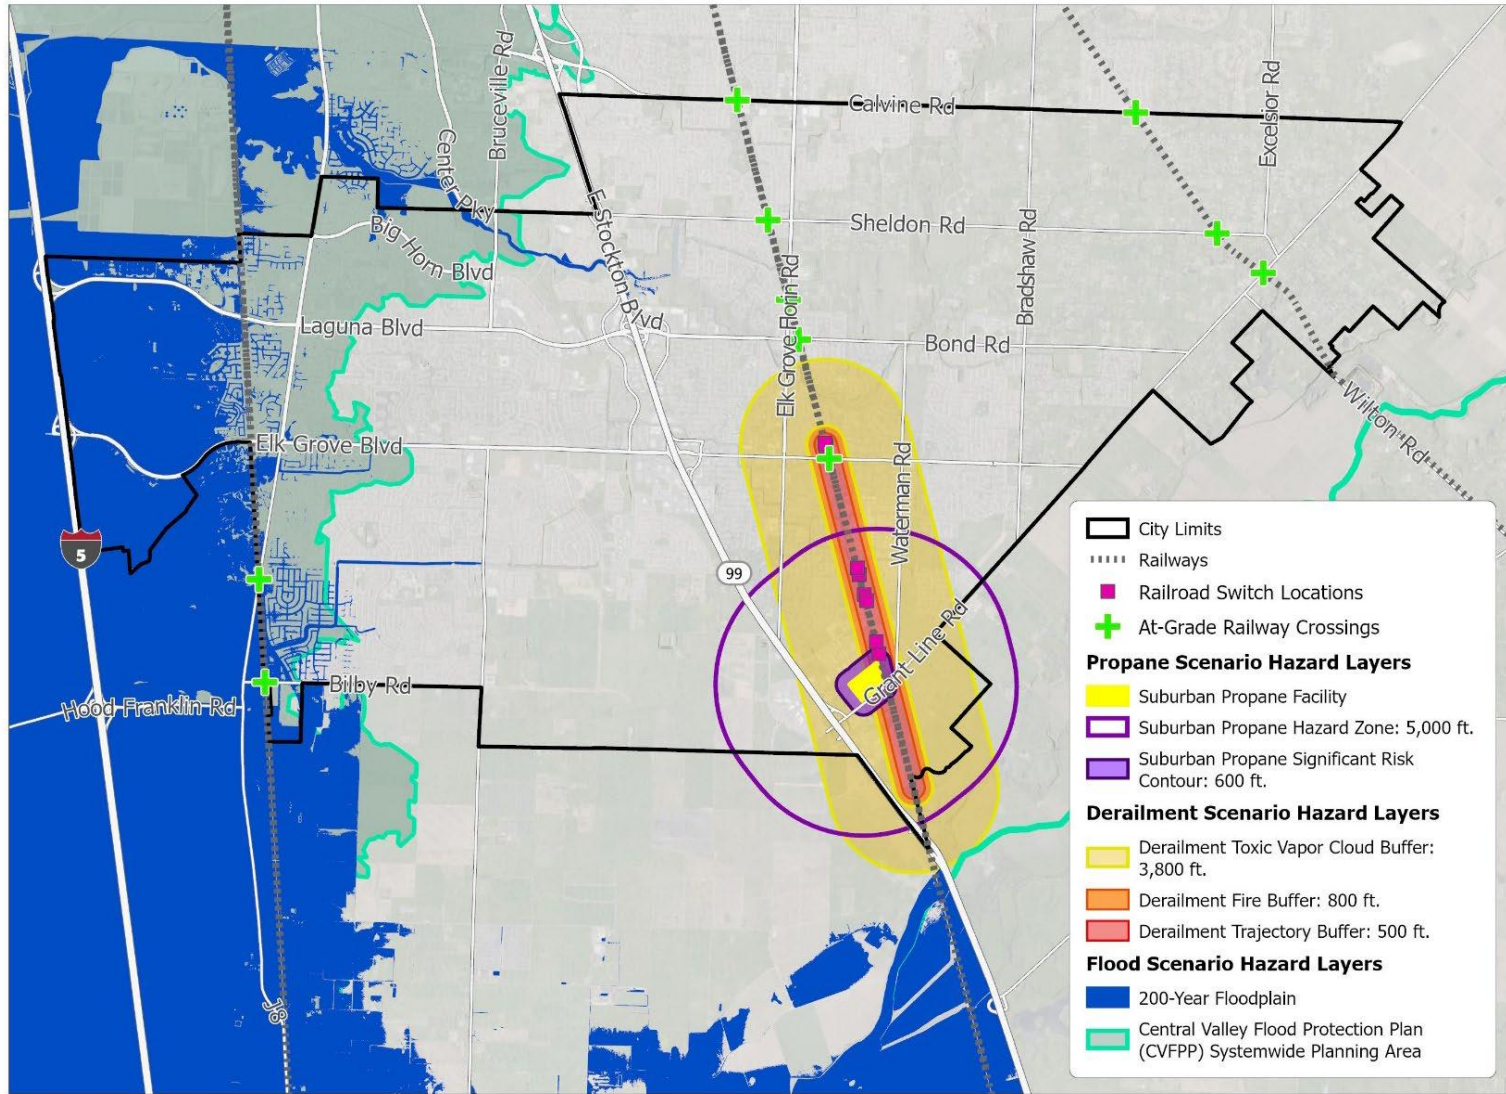 Bruceville Rd
Calvine Rd
Excelsior Rd
Center Pky
E Stockton Blvd
Big Horn Blvd
Sheldon Rd
Bradshaw Rd
Elk Grove Florin Rd
Laguna Blvd
Bond Rd
Wilton Rd
Elk Grove Blvd
Waterman Rd
5
99
Grant Line Rd
Bilby Rd
Hood Franklin Rd
J8
City Limits
Railways
Railroad Switch Locations
At-Grade Railway Crossings
Propane Scenario Hazard Layers
Suburban Propane Facility
Suburban Propane Hazard Zone: 5,000 ft.
Suburban Propane Significant Risk
Contour: 600 ft.
Derailment Scenario Hazard Layers
Derailment Toxic Vapor Cloud Buffer:
3,800 ft.
Derailment Fire Buffer: 800 ft.
Derailment Trajectory Buffer: 500 ft.
Flood Scenario Hazard Layers
200-Year Floodplain
Central Valley Flood Protection Plan
(CVFPP) Systemwide Planning Area